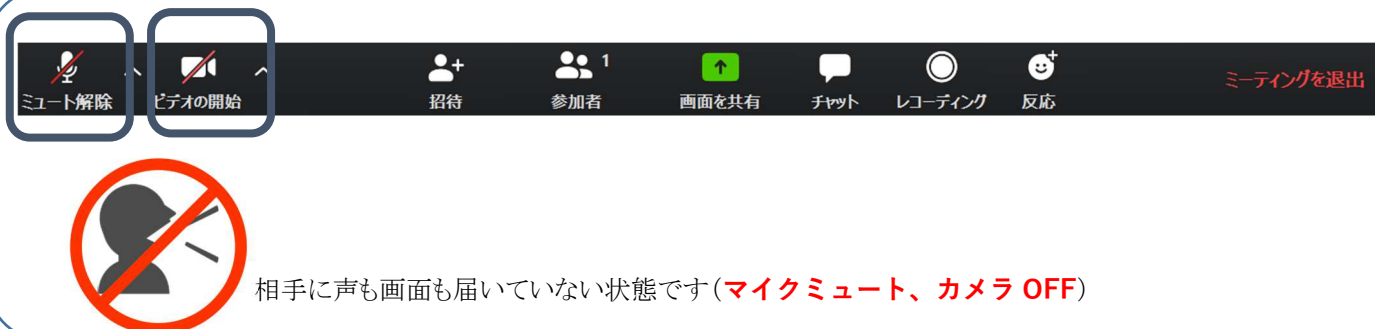 1
ミュート解除 ビデオの開始 招待 参加者 画面を共有 チャット レコーディング 反応 ミーティングを退出
相手に声も画面も届いていない状態です(マイクミュート、カメラ OFF)